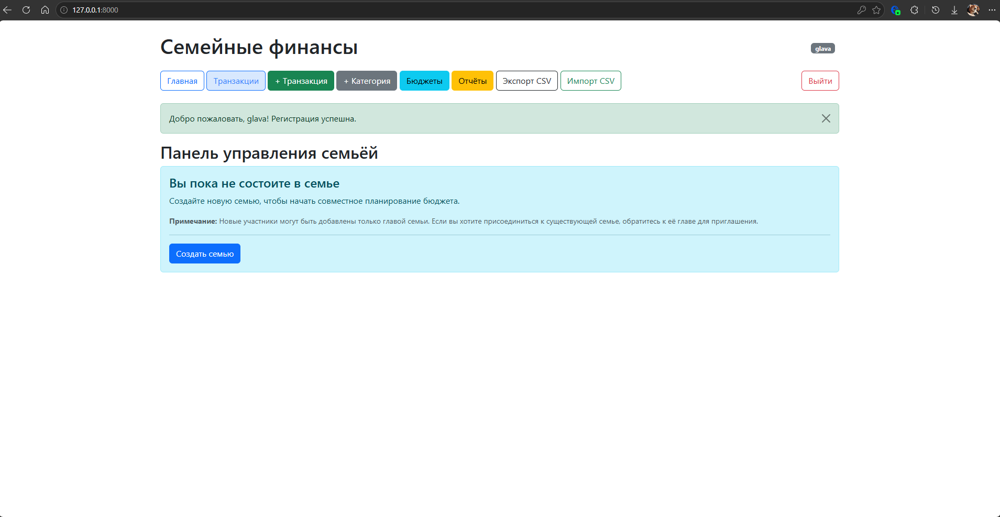 127.0.0.1:8000
Семейные финансы
glava
Главная Транзакции + Транзакция + Категория Бюджеты Отчёты Экспорт CSV Импорт CSV Выйти
Добро пожаловать, glava! Регистрация успешна.
Панель управления семьёй
Вы пока не состоите в семье
Создайте новую семью, чтобы начать совместное планирование бюджета.
Примечание: Новые участники могут быть добавлены только главой семьи. Если вы хотите присоединиться к существующей семье, обратитесь к её главе для приглашения.
Создать семью